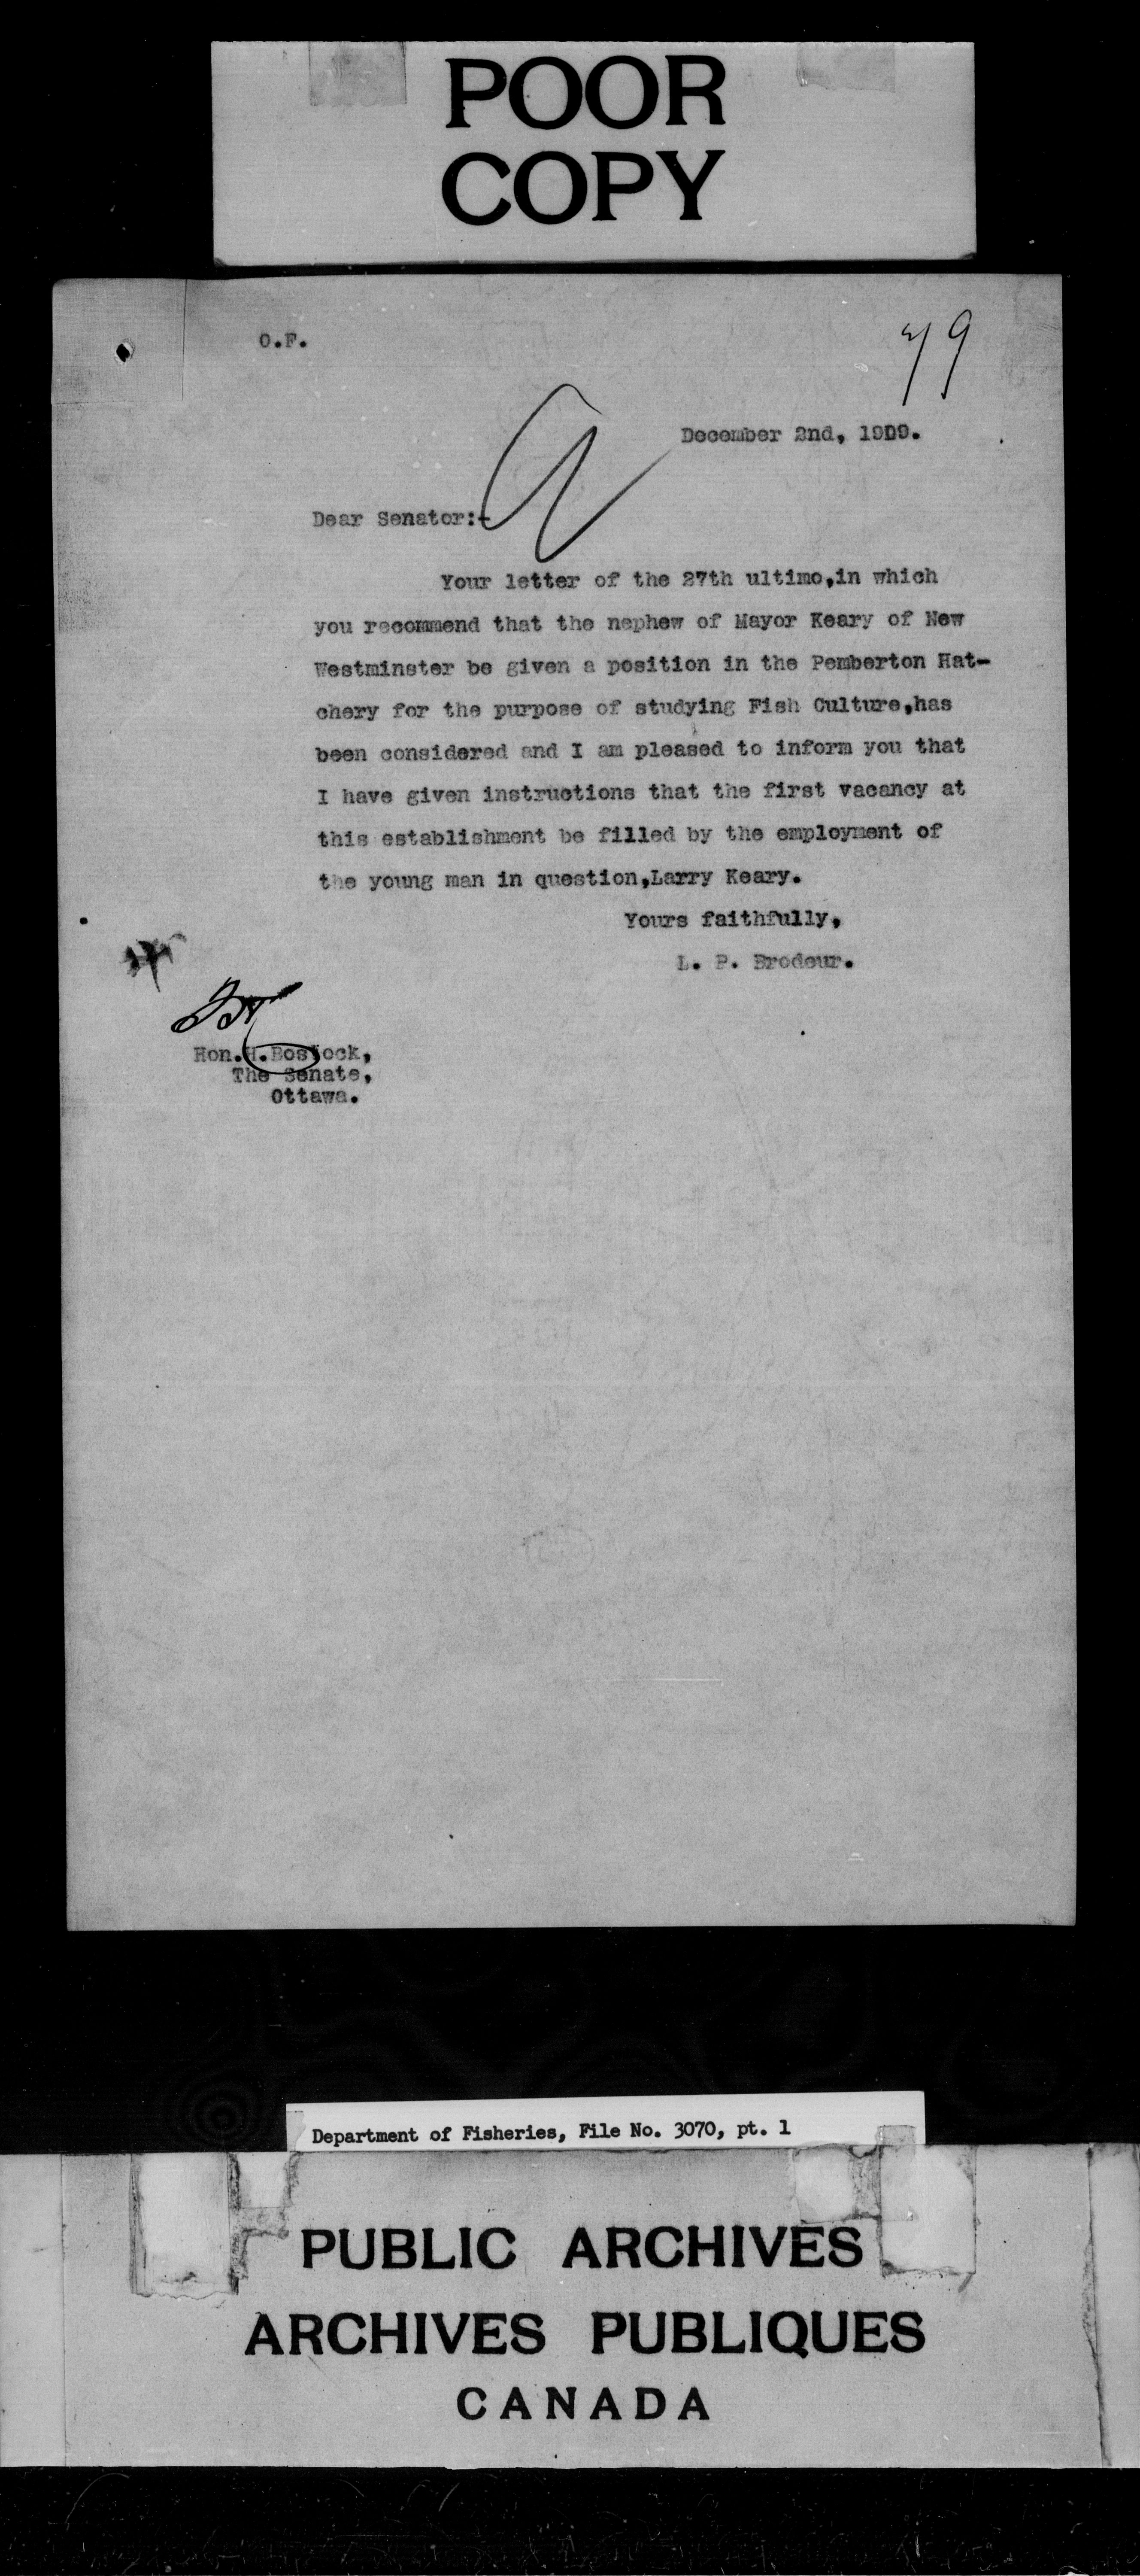 POOR
COPY
O.F.
79
December 2nd, 1909.
Dear Senator:-
Your letter of the 27th ultimo,in which
you recommend that the nephew of Mayor Keary of New
Westminster be given a position in the Pemberton Hat-
chery for the purpose of studying Fish Culture,has
been considered and I am pleased to inform you that
I have given instructions that the first vacancy at
this establishment be filled by the employment of
the young man in question,Larry Keary.
Yours faithfully,
L. P. Brodeur.
Hon.H.Bostock,
The Senate,
Ottawa.
Department of Fisheries, File No. 3070, pt. 1
PUBLIC ARCHIVES
ARCHIVES PUBLIQUES
CANADA